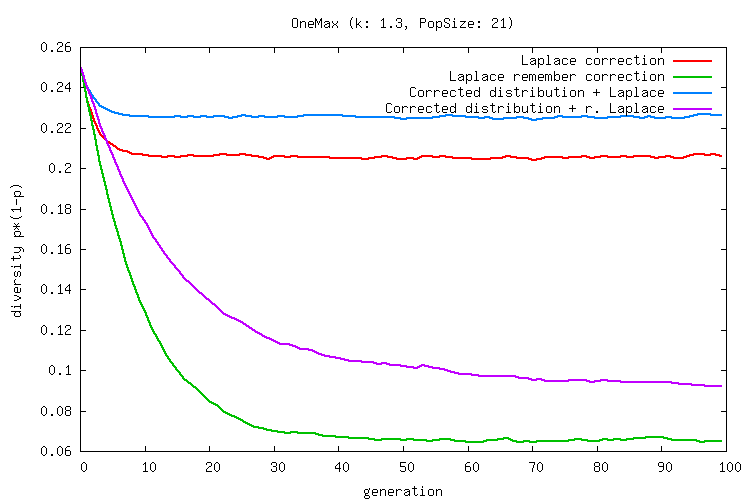 OneMax (k: 1.3, PopSize: 21)
Laplace correction
Laplace remember correction
Corrected distribution + Laplace
Corrected distribution + r. Laplace
diversity p*(1-p)
0.26
0.24
0.22
0.2
0.18
0.16
0.14
0.12
0.1
0.08
0.06
0 10 20 30 40 50 60 70 80 90 100
generation